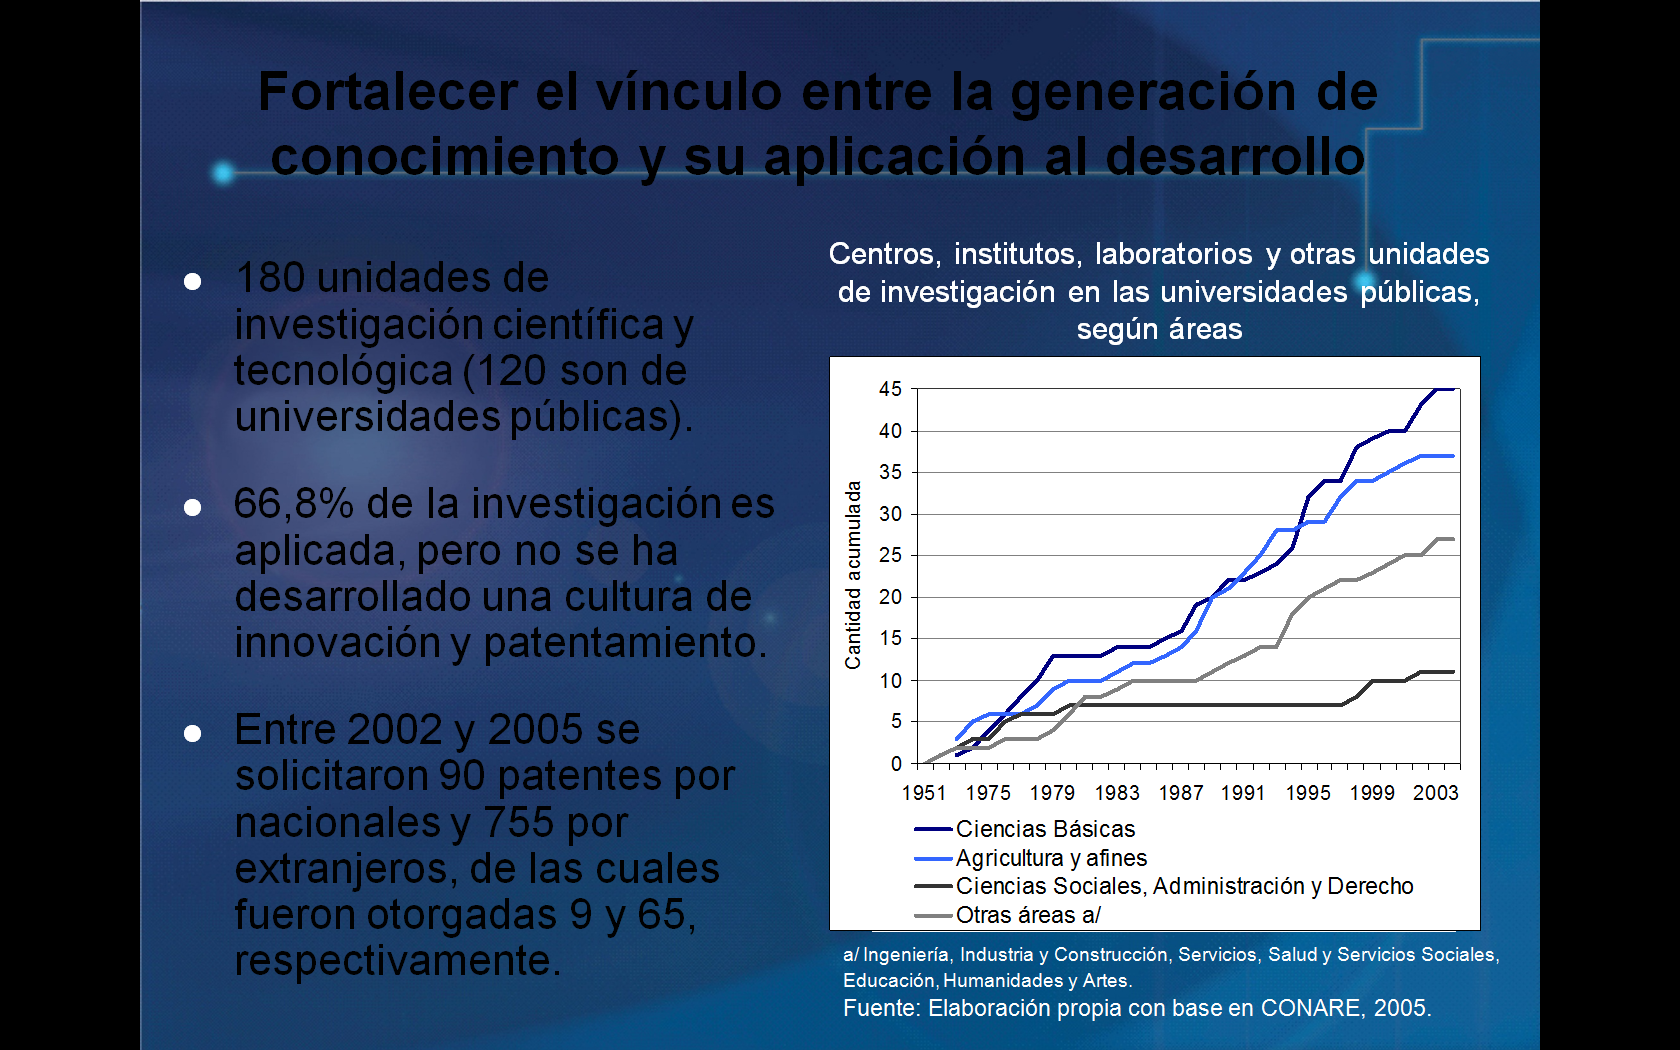 Fortalecer el vínculo entre la generación de
conocimiento y su aplicación al desarrollo
180 unidades de
investigación científica y
tecnológica (120 son de
universidades públicas).
66,8% de la investigación es
aplicada, pero no se ha
desarrollado una cultura de
innovación y patentamiento.
Entre 2002 y 2005 se
solicitaron 90 patentes por
nacionales y 755 por
extranjeros, de las cuales
fueron otorgadas 9 y 65,
respectivamente.
Centros, institutos, laboratorios y otras unidades
de investigación en las universidades públicas,
según áreas
Cantidad acumulada
45
40
35
30
25
20
15
10
5
0
1951 1975 1979 1983 1987 1991 1995 1999 2003
Ciencias Básicas
Agricultura y afines
Ciencias Sociales, Administración y Derecho
Otras áreas a/
a/ Ingeniería, Industria y Construcción, Servicios, Salud y Servicios Sociales,
Educación, Humanidades y Artes.
Fuente: Elaboración propia con base en CONARE, 2005.